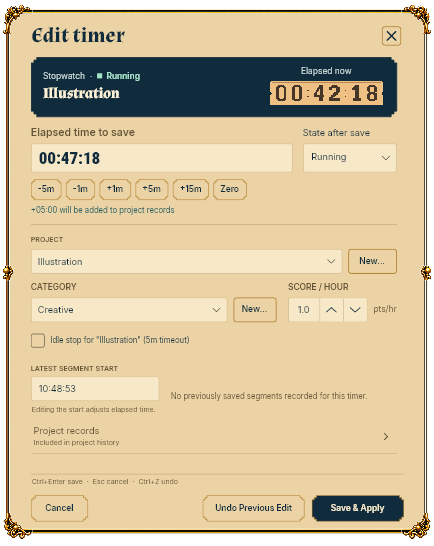 Edit timer
Stopwatch · Running
Illustration
Elapsed now
00:42:18
Elapsed time to save
State after save
00:47:18
Running
-5m
-1m
+1m
+5m
+15m
Zero
+05:00 will be added to project records
PROJECT
Illustration
New...
CATEGORY
SCORE / HOUR
Creative
New...
1.0
pts/hr
Idle stop for "Illustration" (5m timeout)
LATEST SEGMENT START
10:48:53
No previously saved segments recorded for this timer.
Editing the start adjusts elapsed time.
Project records
Included in project history
Ctrl+Enter save · Esc cancel · Ctrl+Z undo
Cancel
Undo Previous Edit
Save & Apply